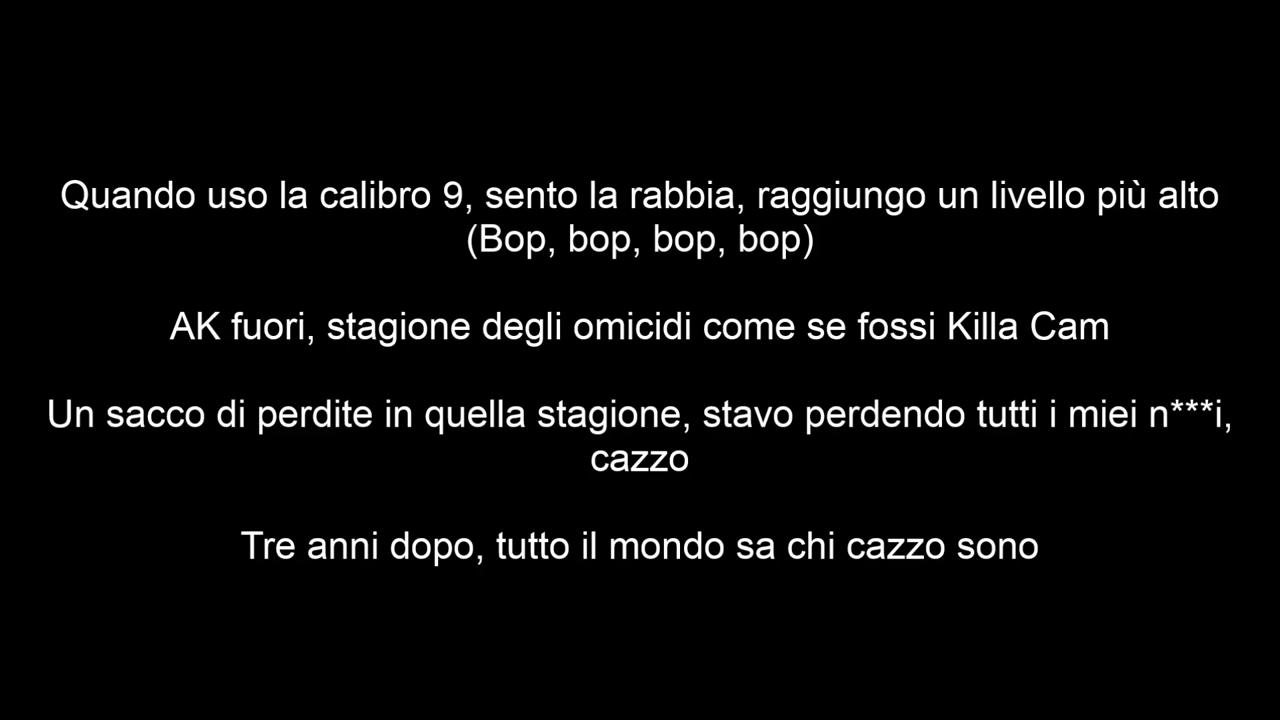 Quando uso la calibro 9, sento la rabbia, raggiungo un livello più alto
(Bop, bop, bop, bop)
AK fuori, stagione degli omicidi come se fossi Killa Cam
Un sacco di perdite in quella stagione, stavo perdendo tutti i miei n***i,
cazzo
Tre anni dopo, tutto il mondo sa chi cazzo sono